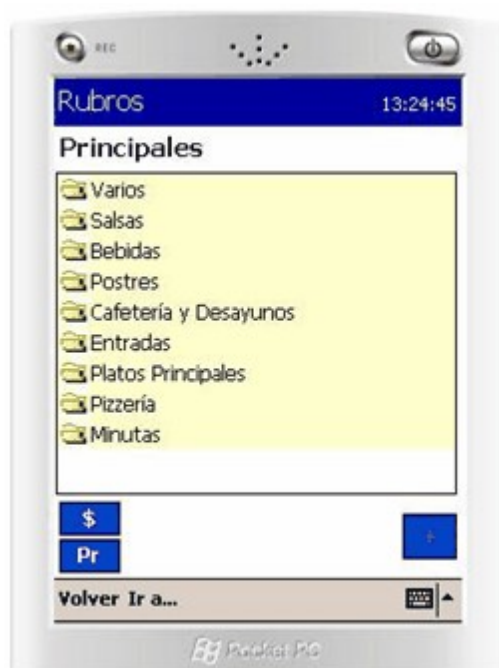 REC
Rubros 13:24:45
Principales
Varios
Salsas
Bebidas
Postres
Cafetería y Desayunos
Entradas
Platos Principales
Pizzería
Minutas
$
+
Pr
Volver Ir a...
Pocket PC